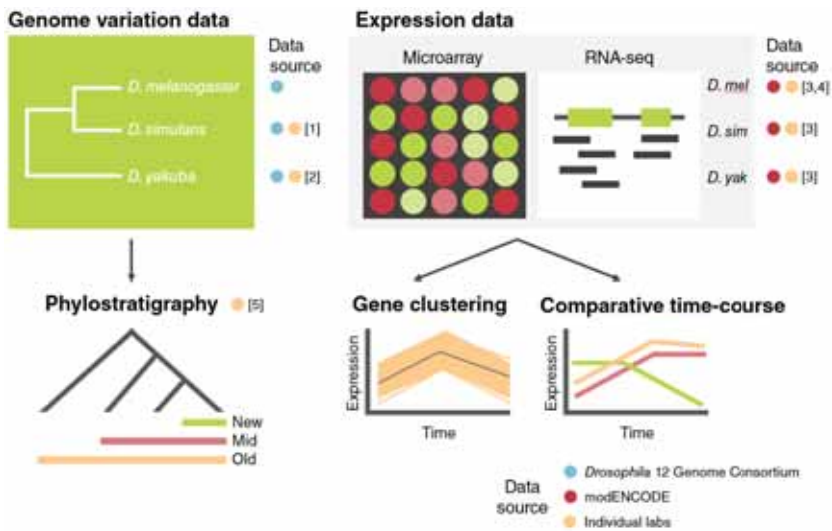 Genome variation data
Data
source
D. melanogaster
D. simulans
[1]
D. yakuba
[2]
Expression data
Microarray
RNA-seq
Data
source
D. mel
[3,4]
D. sim
[3]
D. yak
[3]
Phylostratigraphy
[5]
New
Mid
Old
Gene clustering
Expression
Time
Comparative time-course
Expression
Time
Data
source
Drosophila 12 Genome Consortium
modENCODE
Individual labs